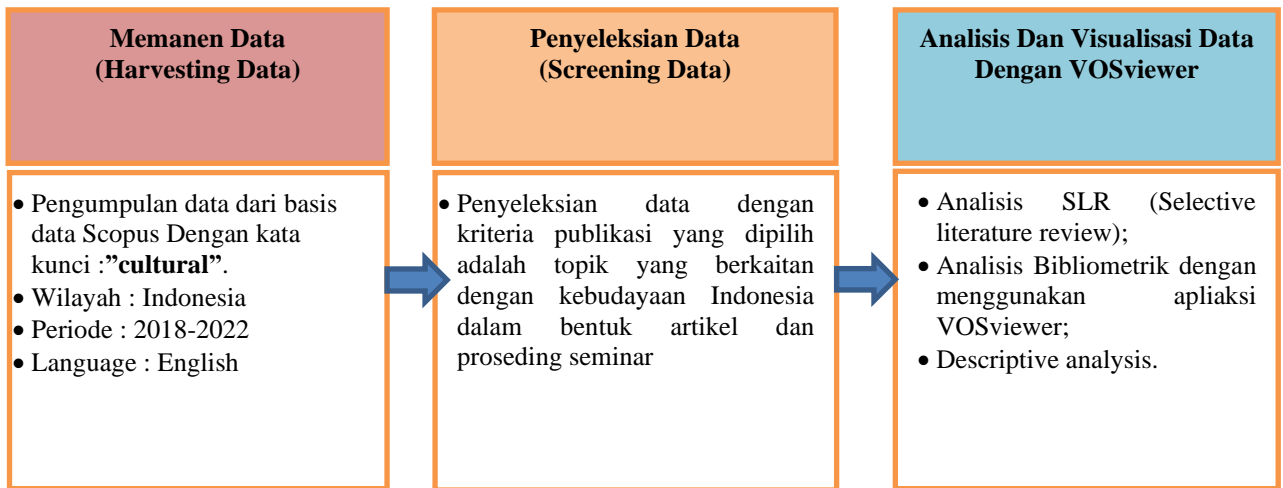 Memanen Data
(Harvesting Data)
• Pengumpulan data dari basis
data Scopus Dengan kata
kunci :”cultural”.
• Wilayah : Indonesia
• Periode : 2018-2022
• Language : English
Penyeleksian Data
(Screening Data)
• Penyeleksian data dengan
kriteria publikasi yang dipilih
adalah topik yang berkaitan
dengan kebudayaan Indonesia
dalam bentuk artikel dan
proseding seminar
Analisis Dan Visualisasi Data
Dengan VOSviewer
• Analisis SLR (Selective
literature review);
• Analisis Bibliometrik dengan
menggunakan apliaksi
VOSviewer;
• Descriptive analysis.